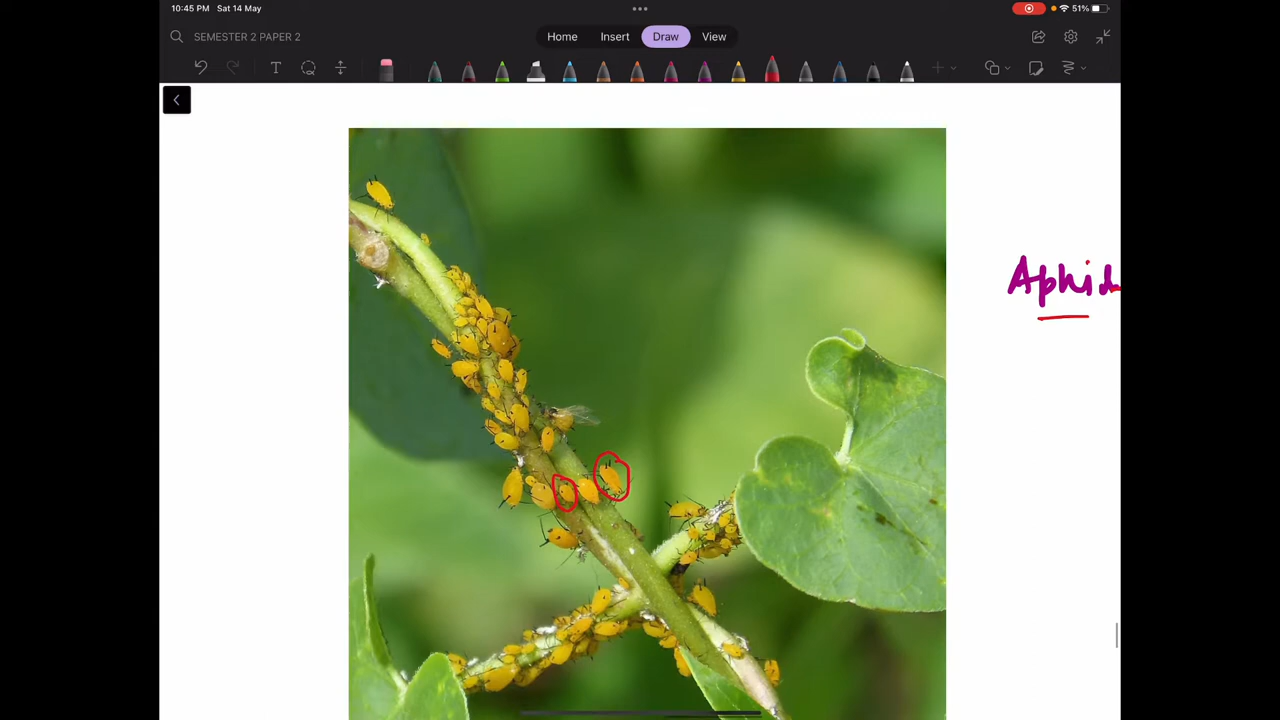 10:45 PM Sat 14 May
51%
SEMESTER 2 PAPER 2
Home Insert Draw View
Aphid